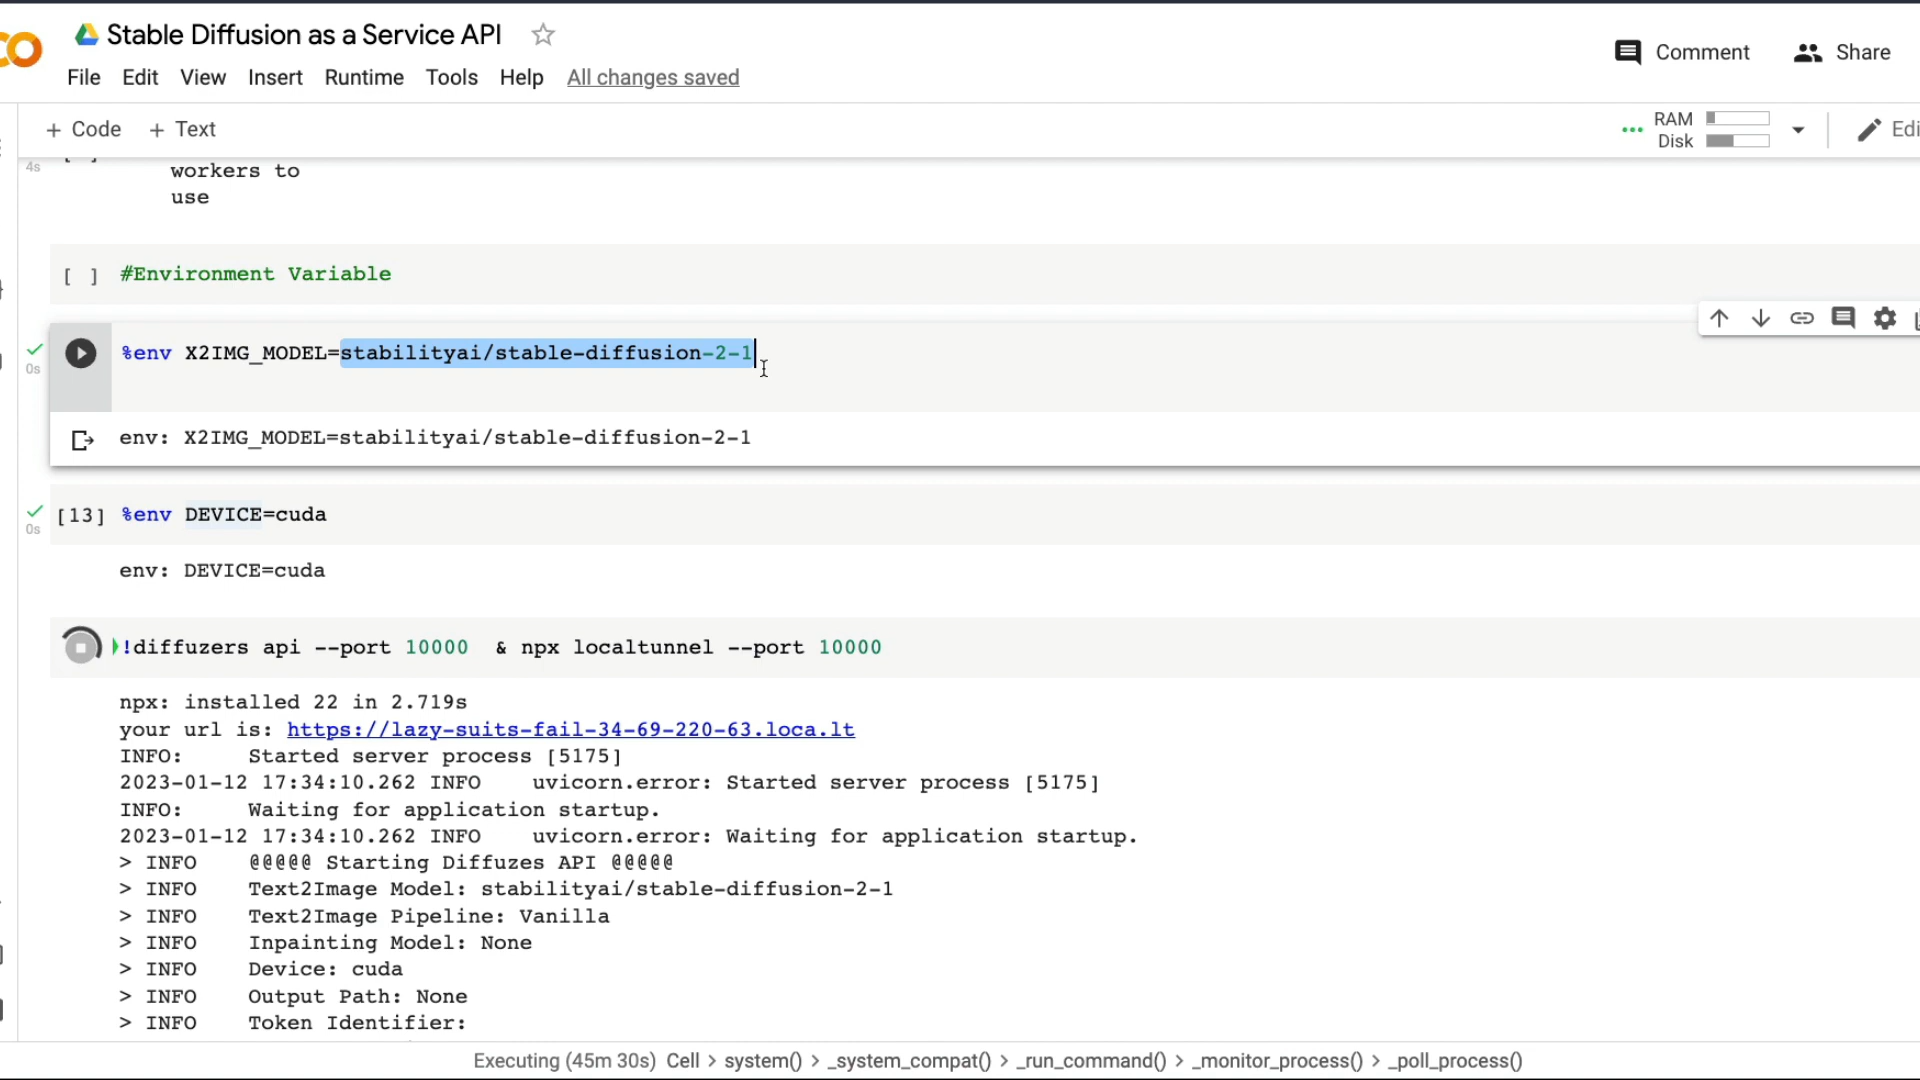 Stable Diffusion as a Service API
Comment
Share
File Edit View Insert Runtime Tools Help All changes saved
+ Code + Text
RAM
Disk
4s
workers to
use
[ ] #Environment Variable
0s
%env X2IMG_MODEL=stabilityai/stable-diffusion-2-1
env: X2IMG_MODEL=stabilityai/stable-diffusion-2-1
0s
[13] %env DEVICE=cuda
env: DEVICE=cuda
!diffuzers api --port 10000 & npx localtunnel --port 10000
npx: installed 22 in 2.719s
your url is: https://lazy-suits-fail-34-69-220-63.loca.lt
INFO: Started server process [5175]
2023-01-12 17:34:10.262 INFO uvicorn.error: Started server process [5175]
INFO: Waiting for application startup.
2023-01-12 17:34:10.262 INFO uvicorn.error: Waiting for application startup.
> INFO @@@@@ Starting Diffuzes API @@@@@
> INFO Text2Image Model: stabilityai/stable-diffusion-2-1
> INFO Text2Image Pipeline: Vanilla
> INFO Inpainting Model: None
> INFO Device: cuda
> INFO Output Path: None
> INFO Token Identifier:
Executing (45m 30s) Cell > system() > _system_compat() > _run_command() > _monitor_process() > _poll_process()